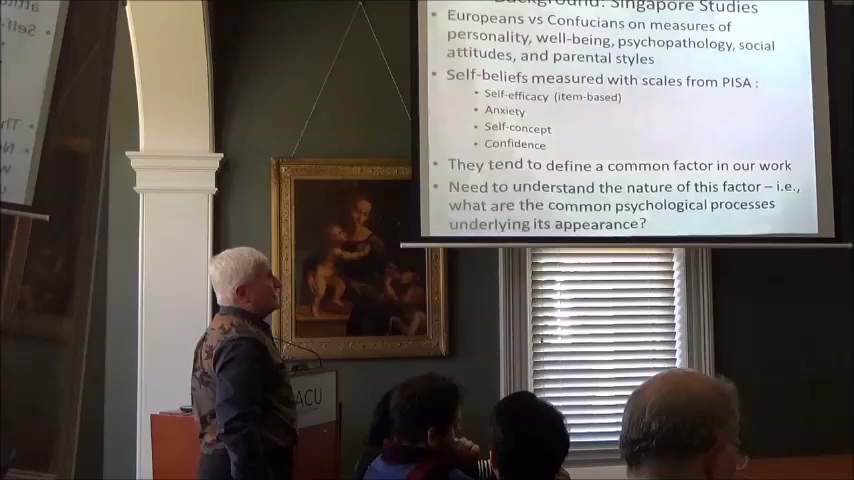 Background: Singapore Studies
• Europeans vs Confucians on measures of
personality, well-being, psychopathology, social
attitudes, and parental styles
• Self-beliefs measured with scales from PISA :
• Self-efficacy (item-based)
• Anxiety
• Self-concept
• Confidence
• They tend to define a common factor in our work
• Need to understand the nature of this factor – i.e.,
what are the common psychological processes
underlying its appearance?
ACU